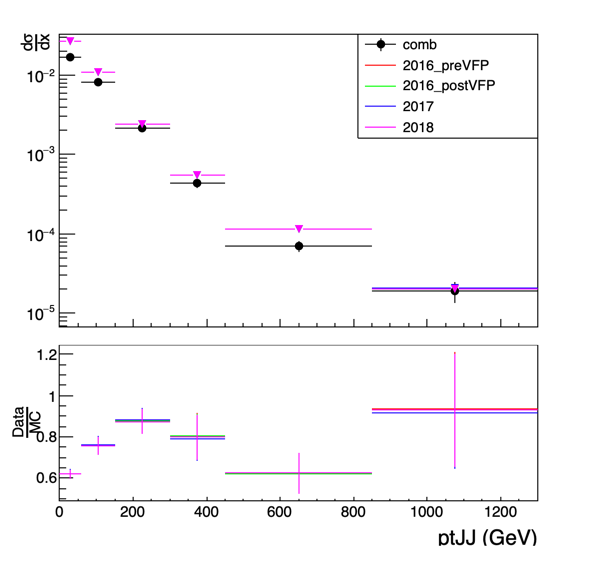 dσ
dx
10⁻²
10⁻³
10⁻⁴
10⁻⁵
comb
2016_preVFP
2016_postVFP
2017
2018
Data
MC
1.2
1
0.8
0.6
0 200 400 600 800 1000 1200
ptJJ (GeV)